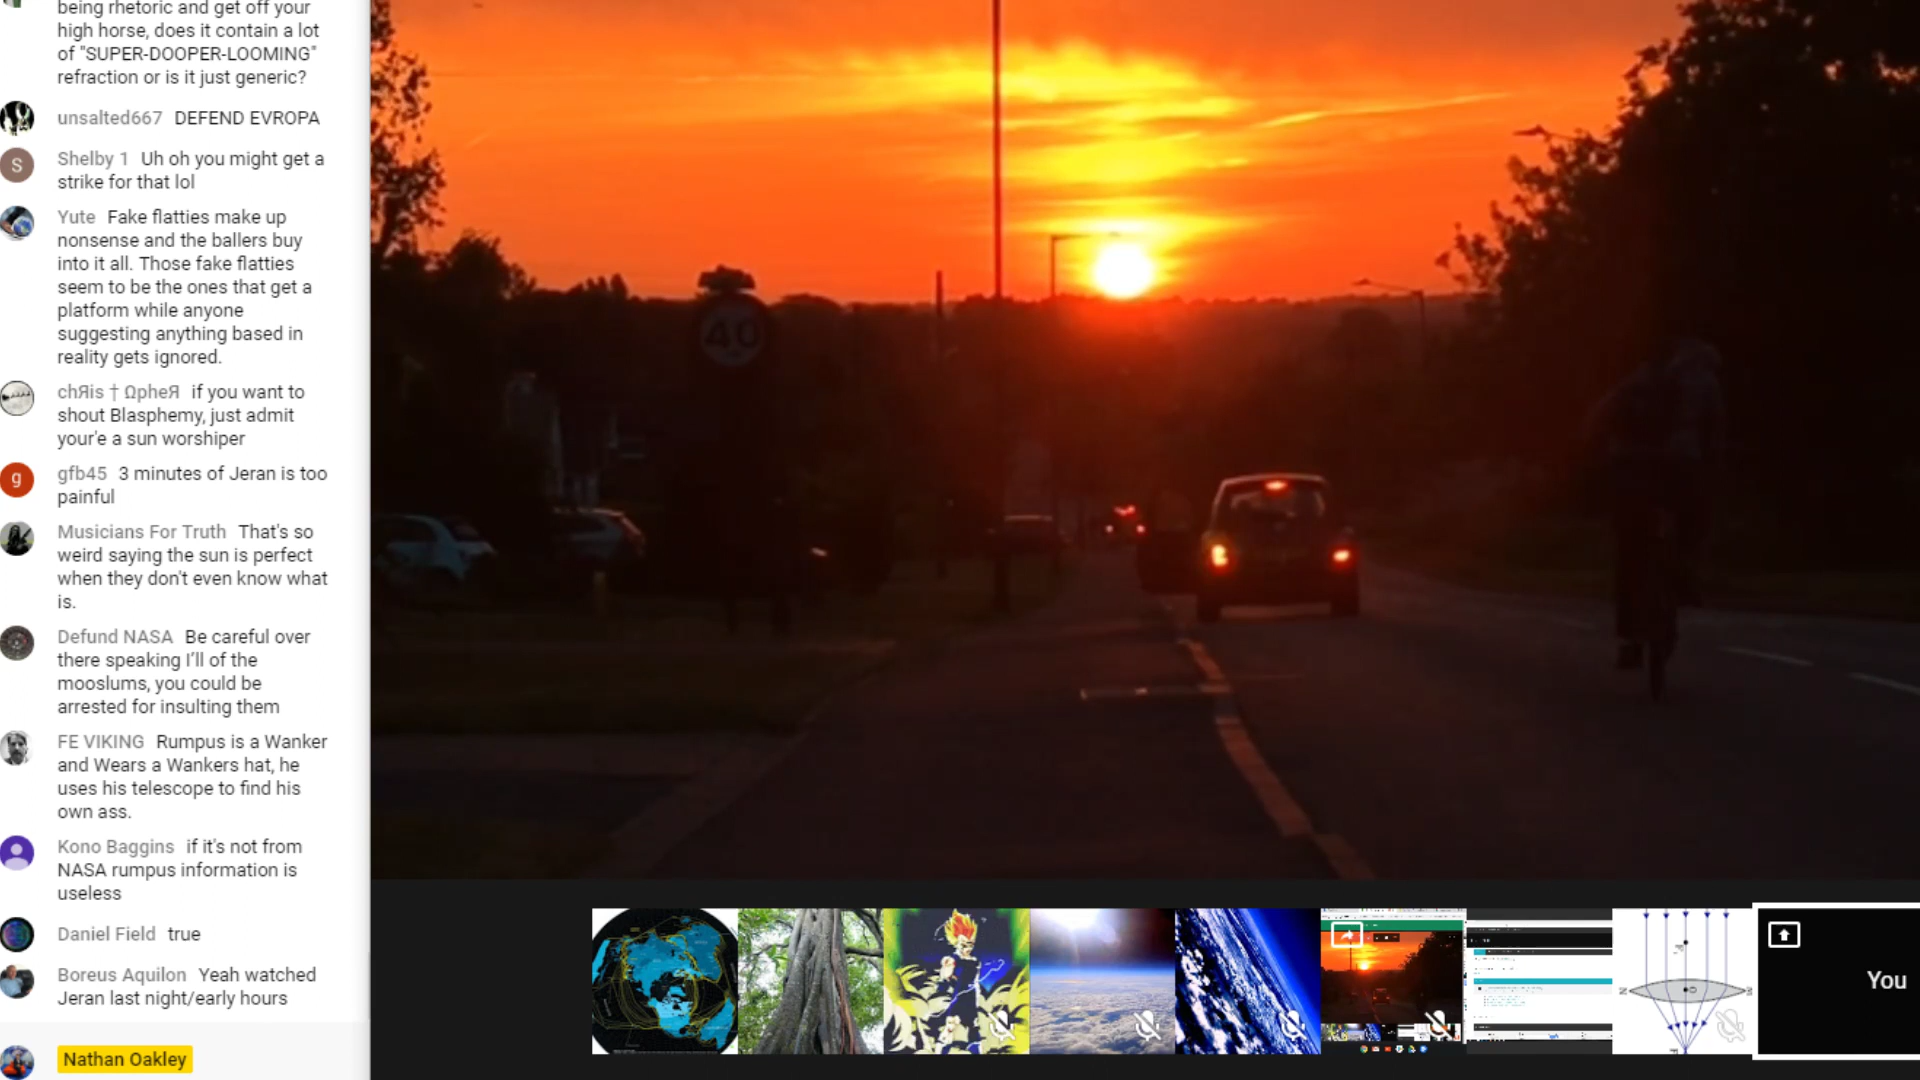 being rhetoric and get off your
high horse, does it contain a lot
of "SUPER-DOOPER-LOOMING"
refraction or is it just generic?
unsalted667 DEFEND EVROPA
S
Shelby 1 Uh oh you might get a
strike for that lol
Yute Fake flatties make up
nonsense and the ballers buy
into it all. Those fake flatties
seem to be the ones that get a
platform while anyone
suggesting anything based in
reality gets ignored.
chЯis † ΩpheЯ if you want to
shout Blasphemy, just admit
your'e a sun worshiper
g
gfb45 3 minutes of Jeran is too
painful
Musicians For Truth That's so
weird saying the sun is perfect
when they don't even know what
is.
Defund NASA Be careful over
there speaking I'll of the
mooslums, you could be
arrested for insulting them
FE VIKING Rumpus is a Wanker
and Wears a Wankers hat, he
uses his telescope to find his
own ass.
Kono Baggins if it's not from
NASA rumpus information is
useless
Daniel Field true
Boreus Aquilon Yeah watched
Jeran last night/early hours
Nathan Oakley
40
You